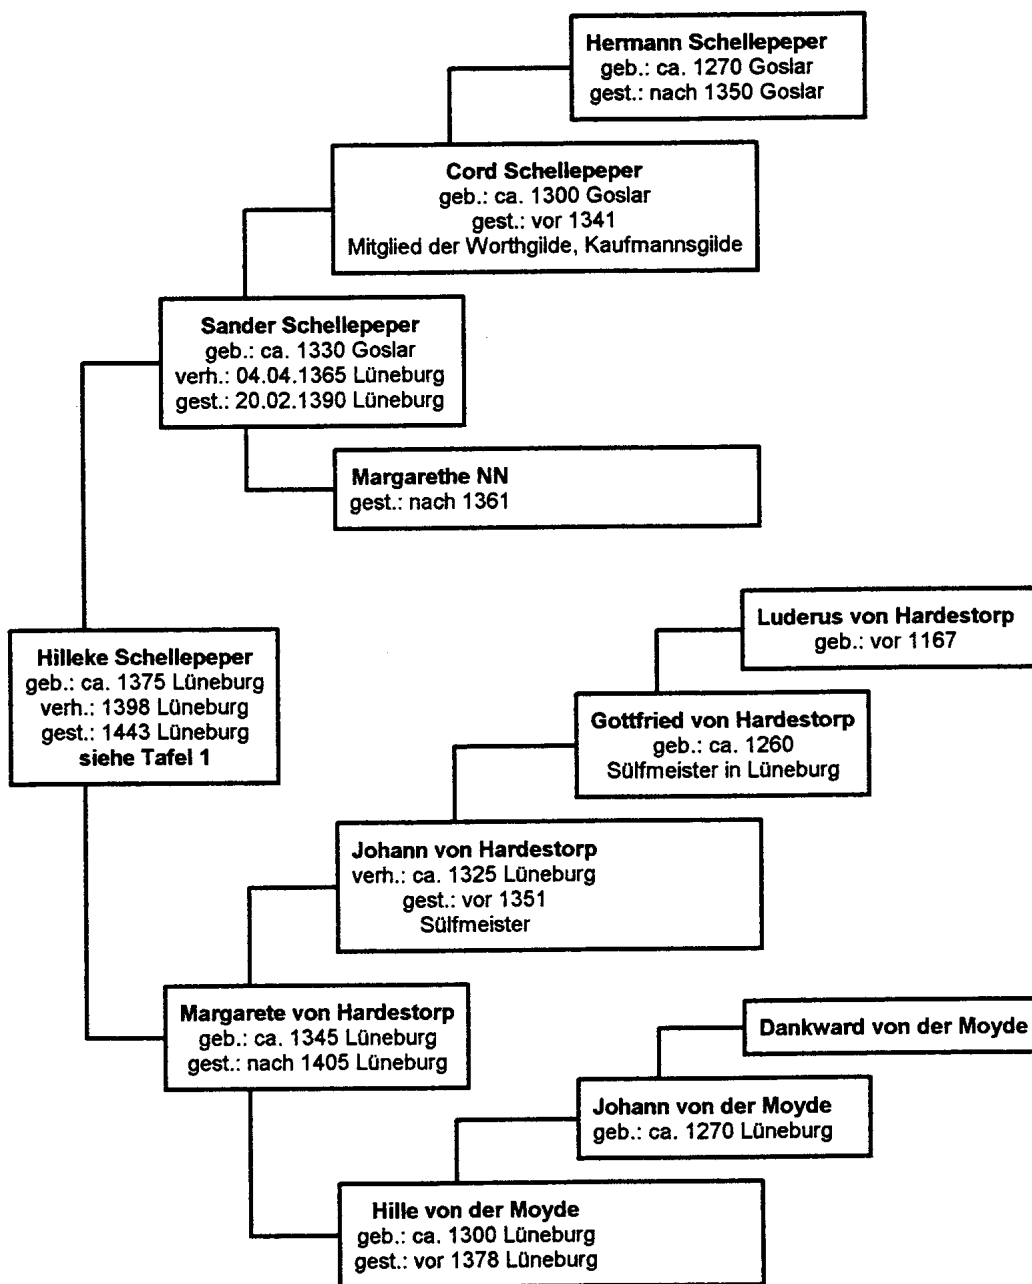 Hermann Schellepeper
geb.: ca. 1270 Goslar
gest.: nach 1350 Goslar
Cord Schellepeper
geb.: ca. 1300 Goslar
gest.: vor 1341
Mitglied der Worthgilde, Kaufmannsgilde
Sander Schellepeper
geb.: ca. 1330 Goslar
verh.: 04.04.1365 Lüneburg
gest.: 20.02.1390 Lüneburg
Margarethe NN
gest.: nach 1361
Luderus von Hardestorp
geb.: vor 1167
Hilleke Schellepeper
geb.: ca. 1375 Lüneburg
verh.: 1398 Lüneburg
gest.: 1443 Lüneburg
siehe Tafel 1
Gottfried von Hardestorp
geb.: ca. 1260
Sülfmeister in Lüneburg
Johann von Hardestorp
verh.: ca. 1325 Lüneburg
gest.: vor 1351
Sülfmeister
Margarete von Hardestorp
geb.: ca. 1345 Lüneburg
gest.: nach 1405 Lüneburg
Dankward von der Moyde
Johann von der Moyde
geb.: ca. 1270 Lüneburg
Hille von der Moyde
geb.: ca. 1300 Lüneburg
gest.: vor 1378 Lüneburg